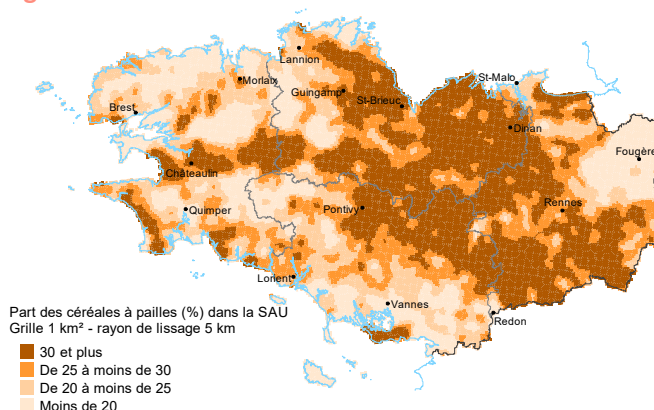 Lannion
St-Malo
Morlaix
Guingamp
St-Brieuc
Brest
Dinan
Fougère
Châteaulin
Rennes
Pontivy
Quimper
Lorient
Vannes
Redon
Part des céréales à pailles (%) dans la SAU
Grille 1 km² - rayon de lissage 5 km
30 et plus
De 25 à moins de 30
De 20 à moins de 25
Moins de 20